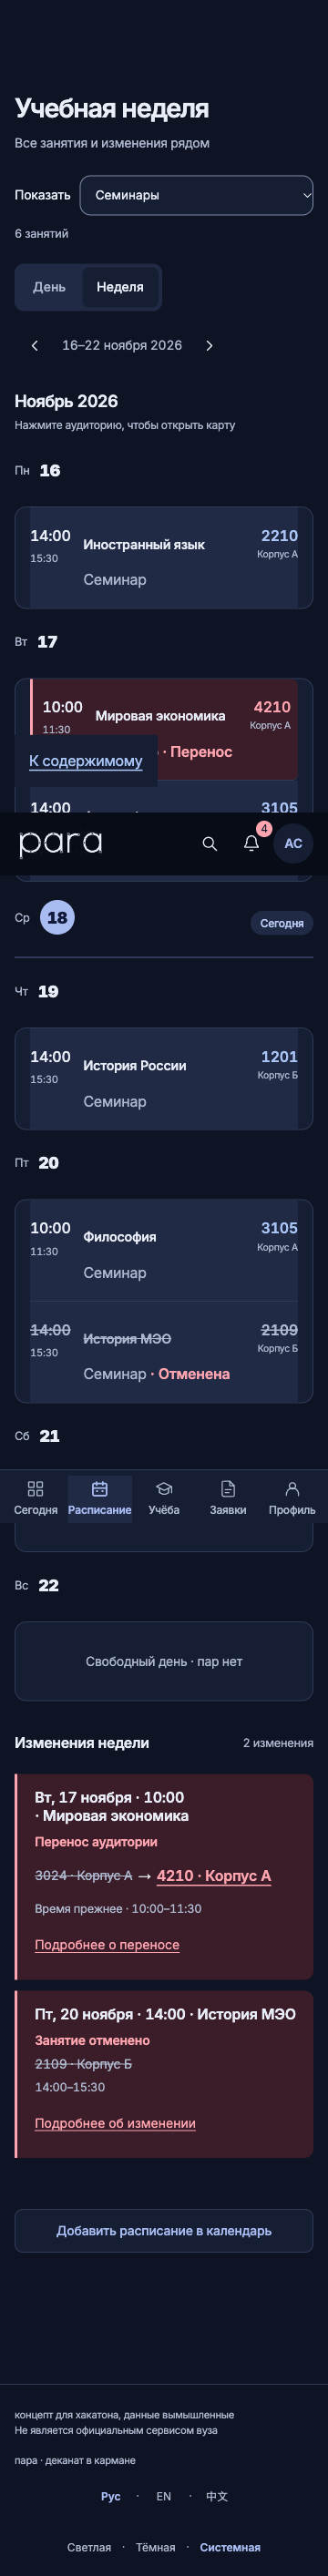 Учебная неделя
Все занятия и изменения рядом
Показать Семинары
6 занятий
День Неделя
16–22 ноября 2026
Ноябрь 2026
Нажмите аудиторию, чтобы открыть карту
Пн 16
14:00 Иностранный язык 2210
15:30 Корпус А
Семинар
Вт 17
10:00 Мировая экономика 4210
11:30 Корпус А
· Перенос
К содержимому
14:00 3105
para 4 АС
Ср 18 Сегодня
Чт 19
14:00 История России 1201
15:30 Корпус Б
Семинар
Пт 20
10:00 Философия 3105
11:30 Корпус А
Семинар
14:00 История МЭО 2109
15:30 Корпус Б
Семинар · Отменена
Сб 21
Сегодня Расписание Учёба Заявки Профиль
Вс 22
Свободный день · пар нет
Изменения недели 2 изменения
Вт, 17 ноября · 10:00
· Мировая экономика
Перенос аудитории
3024 · Корпус А → 4210 · Корпус А
Время прежнее · 10:00–11:30
Подробнее о переносе
Пт, 20 ноября · 14:00 · История МЭО
Занятие отменено
2109 · Корпус Б
14:00–15:30
Подробнее об изменении
Добавить расписание в календарь
концепт для хакатона, данные вымышленные
Не является официальным сервисом вуза
пара · деканат в кармане
Рус · EN · 中文
Светлая · Тёмная · Системная